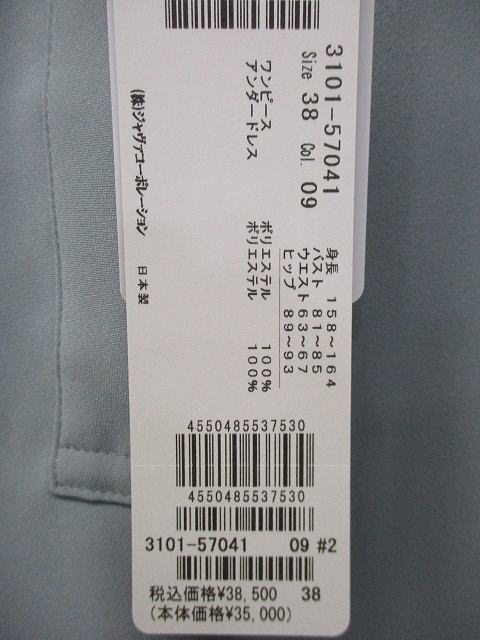 3101-57041
Size 38 Col. 09
身長 158～164
バスト 81～85
ウエスト 63～67
ヒップ 89～93
ワンピース ポリエステル 100%
アンダードレス ポリエステル 100%
(株)ジャヴァコーポレーション 日本製
4550485537530
4550485537530
3101-57041 09 #2
税込価格¥38,500 38
(本体価格¥35,000)